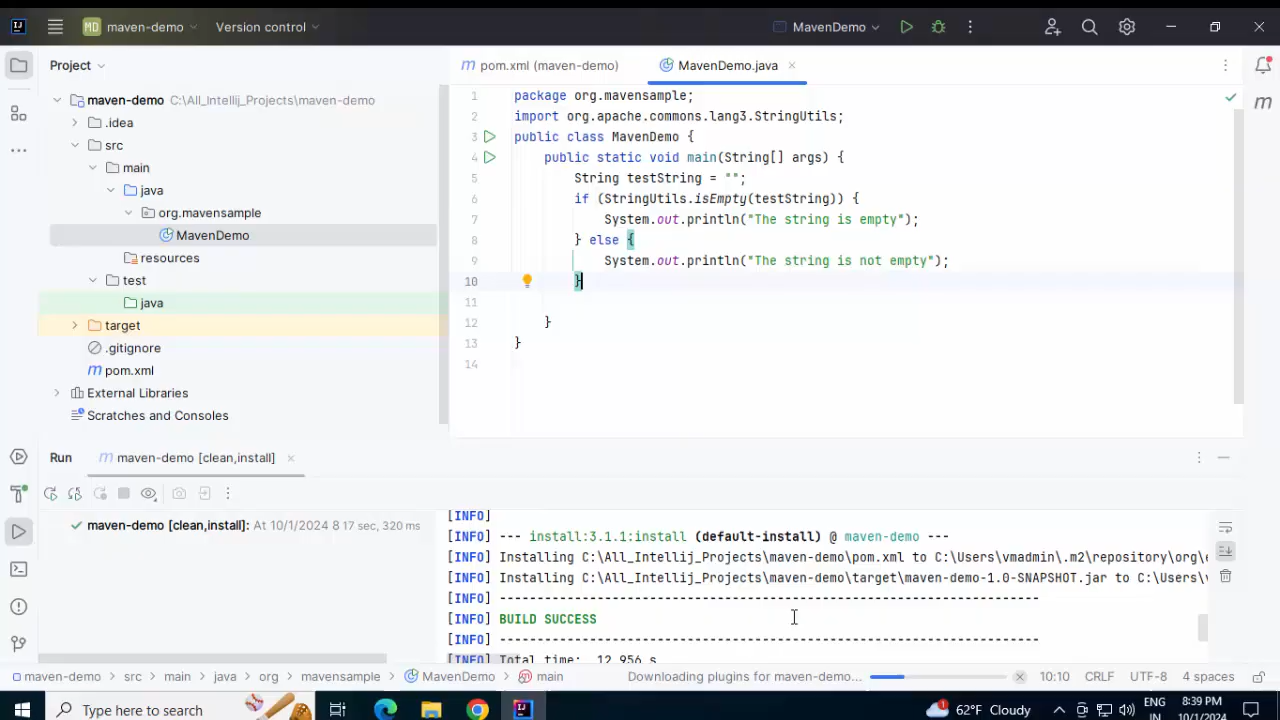 MD maven-demo Version control MavenDemo
Project
pom.xml (maven-demo) MavenDemo.java
maven-demo C:\All_Intellij_Projects\maven-demo
.idea
src
main
java
org.mavensample
MavenDemo
resources
test
java
target
.gitignore
pom.xml
External Libraries
Scratches and Consoles
1 package org.mavensample;
2 import org.apache.commons.lang3.StringUtils;
3 public class MavenDemo {
4 public static void main(String[] args) {
5 String testString = "";
6 if (StringUtils.isEmpty(testString)) {
7 System.out.println("The string is empty");
8 } else {
9 System.out.println("The string is not empty");
10 }
11
12 }
13 }
14
Run maven-demo [clean,install]
maven-demo [clean,install]: At 10/1/2024 8 17 sec, 320 ms
[INFO]
[INFO] --- install:3.1.1:install (default-install) @ maven-demo ---
[INFO] Installing C:\All_Intellij_Projects\maven-demo\pom.xml to C:\Users\vmadmin\.m2\repository\org\
[INFO] Installing C:\All_Intellij_Projects\maven-demo\target\maven-demo-1.0-SNAPSHOT.jar to C:\Users\
[INFO] ------------------------------------------------------------------------
[INFO] BUILD SUCCESS
[INFO] ------------------------------------------------------------------------
[INFO] Total time: 12.956 s
maven-demo src main java org mavensample MavenDemo main Downloading plugins for maven-demo... 10:10 CRLF UTF-8 4 spaces
Type here to search 62°F Cloudy ENG IN 8:39 PM 10/1/2024